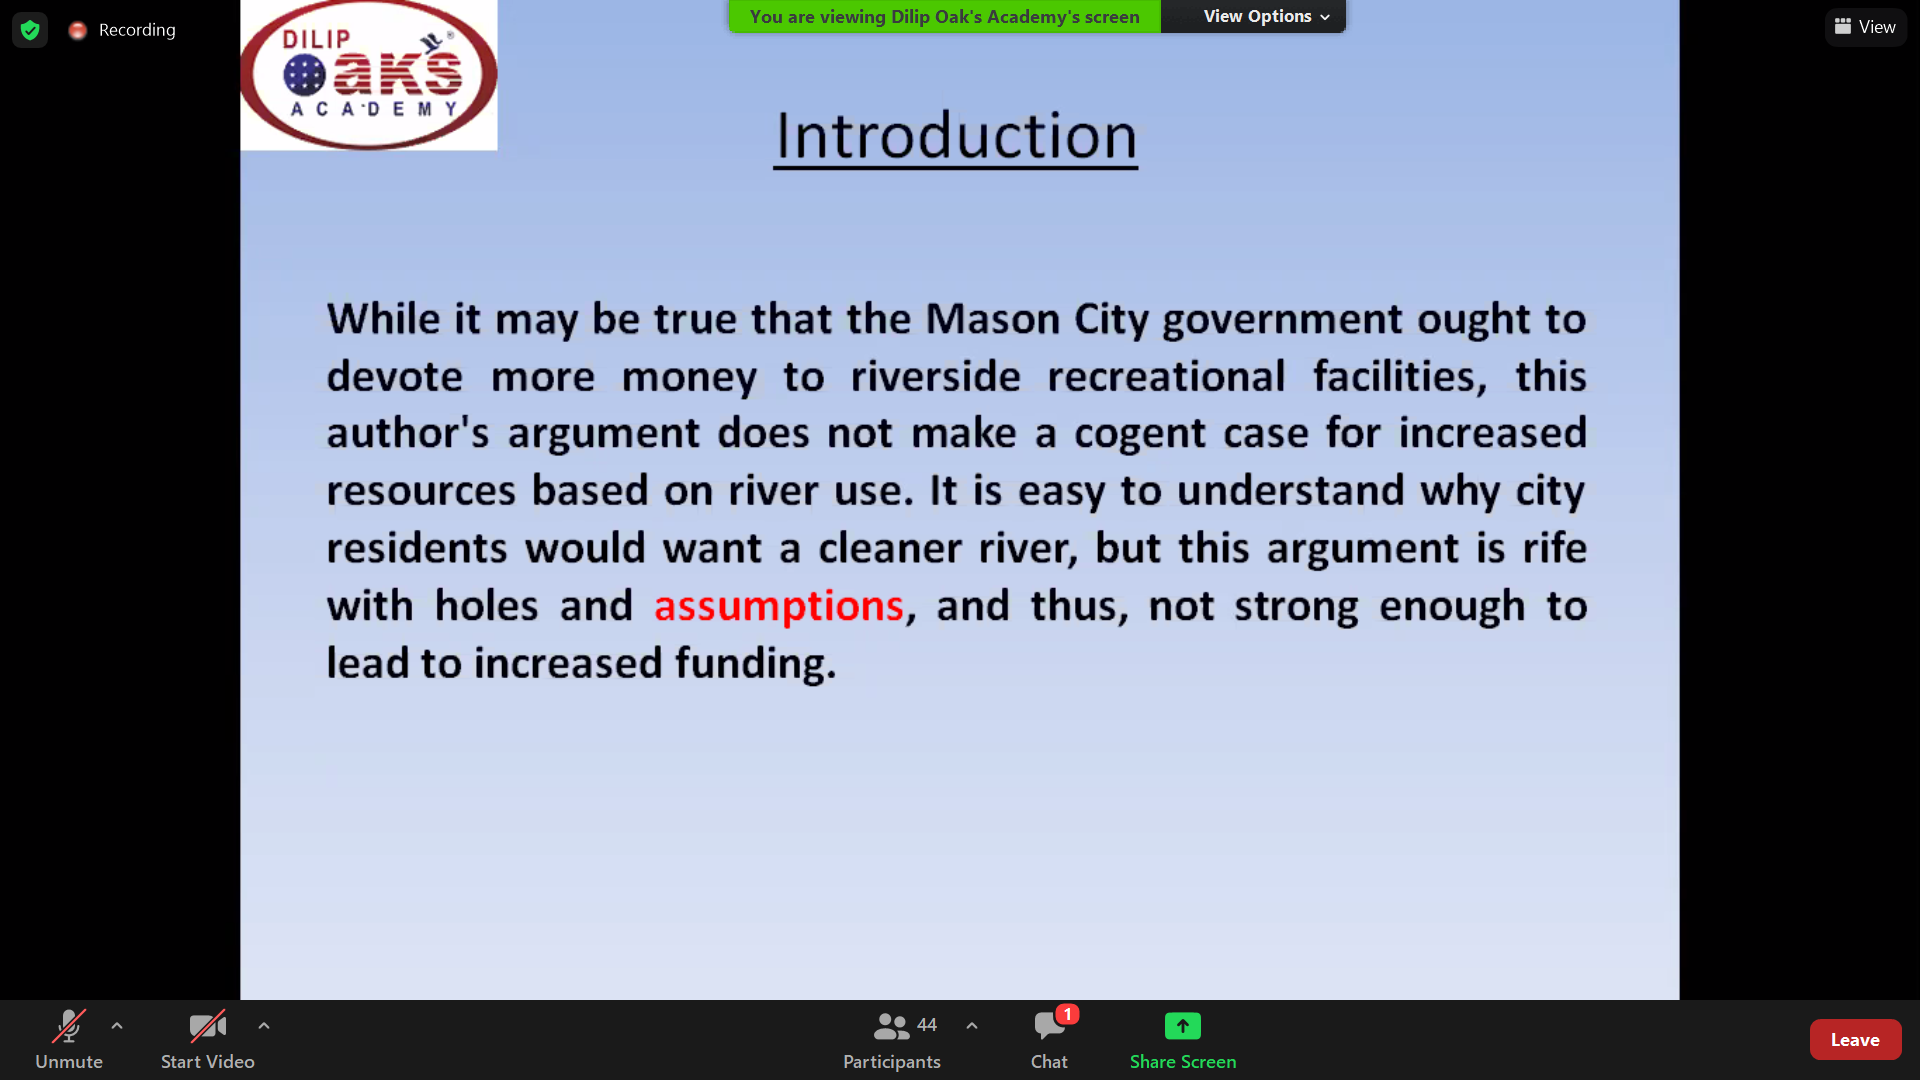 Recording
DILIP
Oaks
ACADEMY
You are viewing Dilip Oak's Academy's screen
View Options
View
Introduction
While it may be true that the Mason City government ought to
devote more money to riverside recreational facilities, this
author's argument does not make a cogent case for increased
resources based on river use. It is easy to understand why city
residents would want a cleaner river, but this argument is rife
with holes and assumptions, and thus, not strong enough to
lead to increased funding.
Unmute
Start Video
44
Participants
1
Chat
Share Screen
Leave